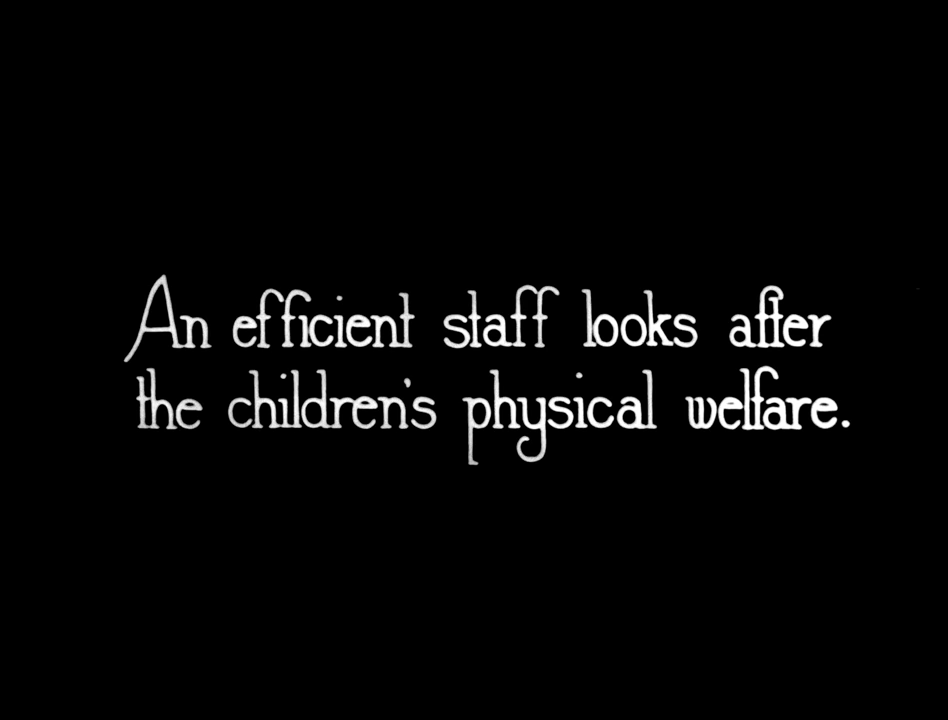 An efficient staff looks after
the children's physical welfare.